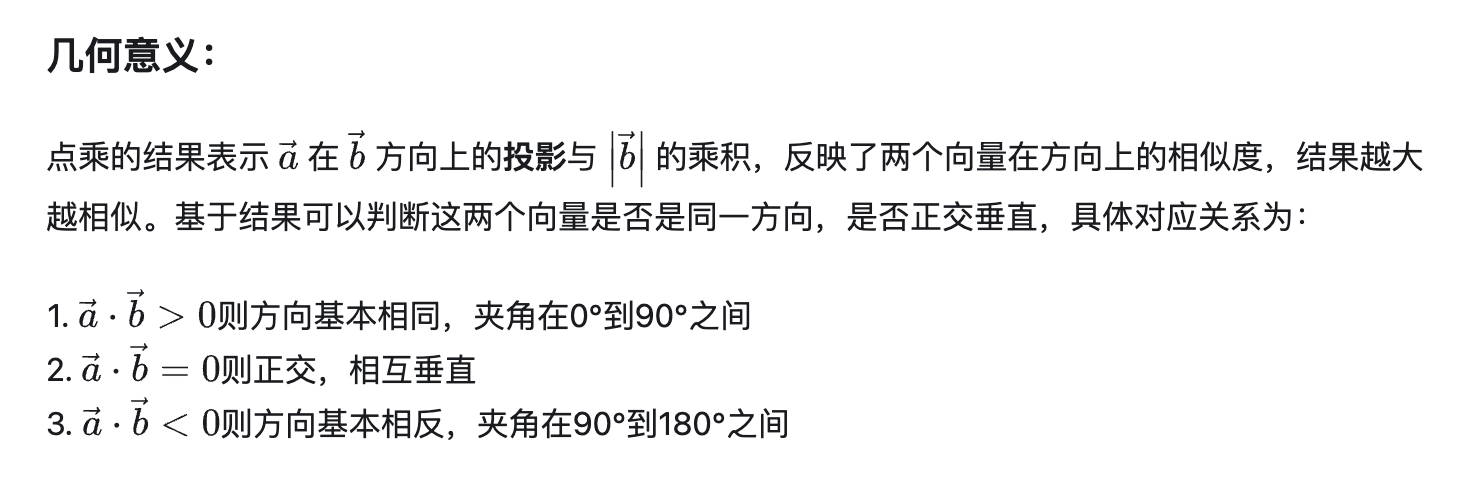 几何意义：
点乘的结果表示 $\vec{a}$ 在 $\vec{b}$ 方向上的投影与 $|\vec{b}|$ 的乘积，反映了两个向量在方向上的相似度，结果越大
越相似。基于结果可以判断这两个向量是否是同一方向，是否正交垂直，具体对应关系为：
1. $\vec{a} \cdot \vec{b} > 0$则方向基本相同，夹角在0°到90°之间
2. $\vec{a} \cdot \vec{b} = 0$则正交，相互垂直
3. $\vec{a} \cdot \vec{b} < 0$则方向基本相反，夹角在90°到180°之间